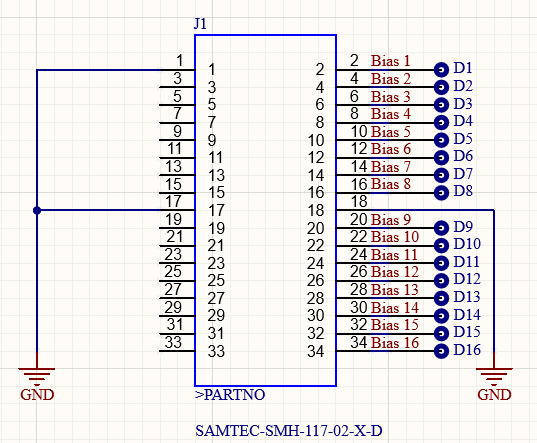 J1
1 1 2 2 Bias 1 D1
3 3 4 4 Bias 2 D2
5 5 6 6 Bias 3 D3
7 7 8 8 Bias 4 D4
9 9 10 10 Bias 5 D5
11 11 12 12 Bias 6 D6
13 13 14 14 Bias 7 D7
15 15 16 16 Bias 8 D8
17 17 18 18
19 19 20 20 Bias 9 D9
21 21 22 22 Bias 10 D10
23 23 24 24 Bias 11 D11
25 25 26 26 Bias 12 D12
27 27 28 28 Bias 13 D13
29 29 30 30 Bias 14 D14
31 31 32 32 Bias 15 D15
33 33 34 34 Bias 16 D16
GND >PARTNO GND
SAMTEC-SMH-117-02-X-D